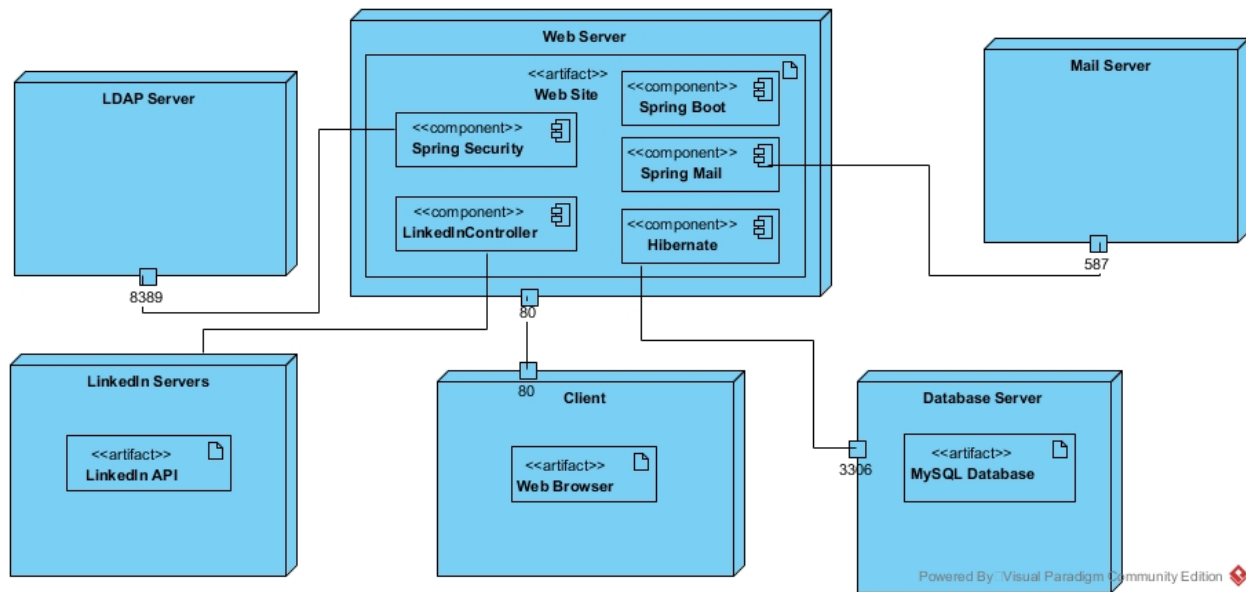 Web Server
<<artifact>>
Web Site
<<component>>
Spring Boot
<<component>>
Spring Security
<<component>>
Spring Mail
<<component>>
LinkedInController
<<component>>
Hibernate
80
LDAP Server
8389
Mail Server
587
LinkedIn Servers
<<artifact>>
LinkedIn API
80
Client
<<artifact>>
Web Browser
Database Server
3306
<<artifact>>
MySQL Database
Powered By Visual Paradigm Community Edition